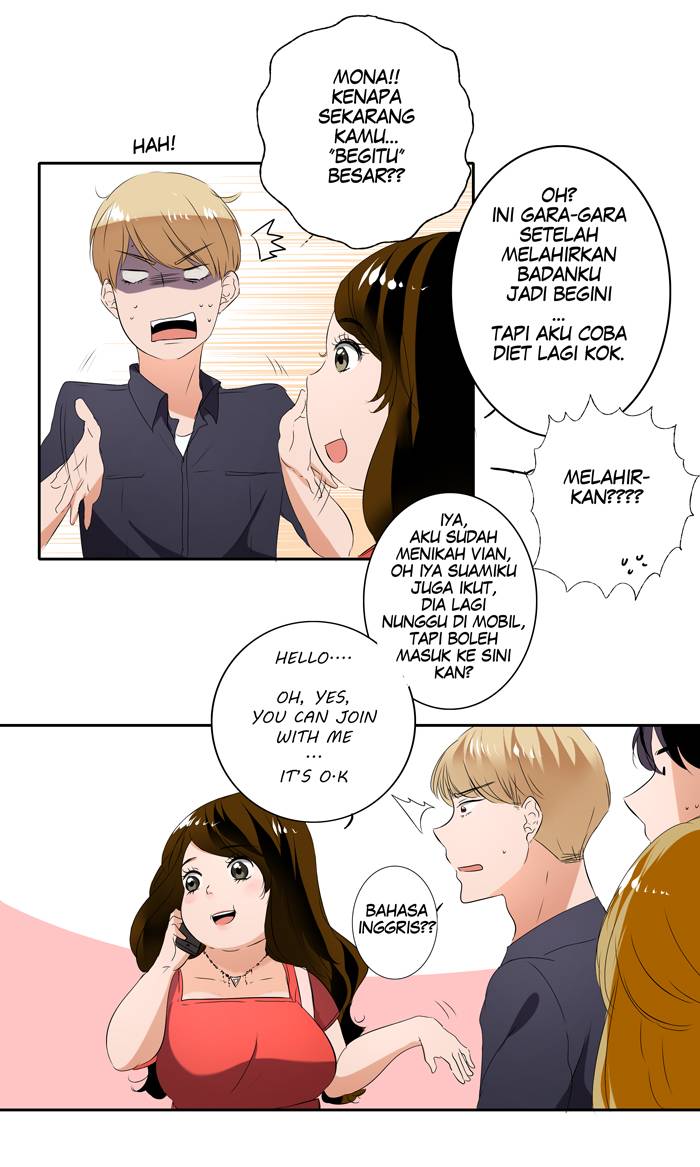 HAH!
MONA!!
KENAPA
SEKARANG
KAMU...
"BEGITU"
BESAR??
OH?
INI GARA-GARA
SETELAH
MELAHIRKAN
BADANKU
JADI BEGINI
...
TAPI AKU COBA
DIET LAGI KOK.
MELAHIR-
KAN????
IYA,
AKU SUDAH
MENIKAH VIAN,
OH IYA SUAMIKU
JUGA IKUT,
DIA LAGI
NUNGGU DI MOBIL,
TAPI BOLEH
MASUK KE SINI
KAN?
HELLO....
OH, YES,
YOU CAN JOIN
WITH ME
...
IT'S O.K
BAHASA
INGGRIS??